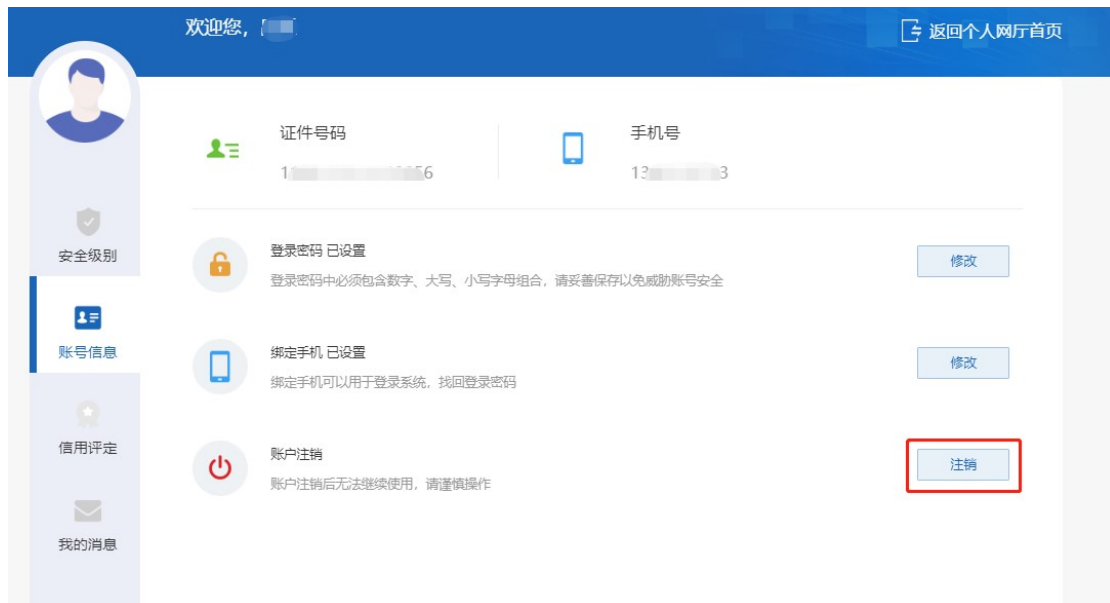 欢迎您，
返回个人网厅首页
证件号码
手机号
安全级别
账号信息
信用评定
我的消息
登录密码 已设置
登录密码中必须包含数字、大写、小写字母组合，请妥善保存以免威胁账号安全
修改
绑定手机 已设置
绑定手机可以用于登录系统，找回登录密码
修改
账户注销
账户注销后无法继续使用，请谨慎操作
注销